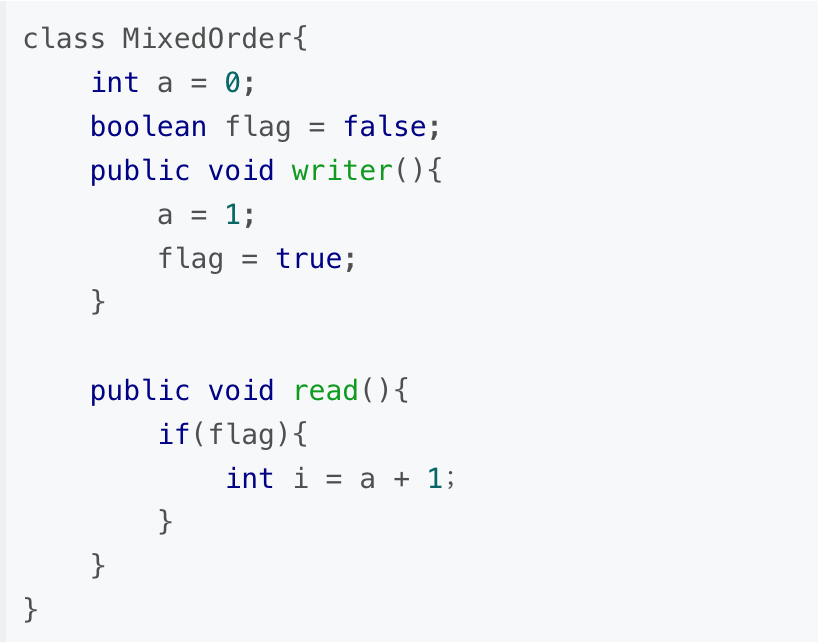 class MixedOrder{
    int a = 0;
    boolean flag = false;
    public void writer(){
        a = 1;
        flag = true;
    }

    public void read(){
        if(flag){
            int i = a + 1；
        }
    }
}